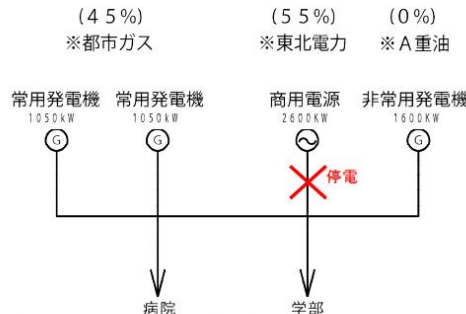 (45%) (55%) (0%)
※都市ガス ※東北電力 ※A重油
常用発電機 常用発電機 商用電源 非常用発電機
1050kW 1050kW 2600KW 1600KW
G G G
停電
病院 学部